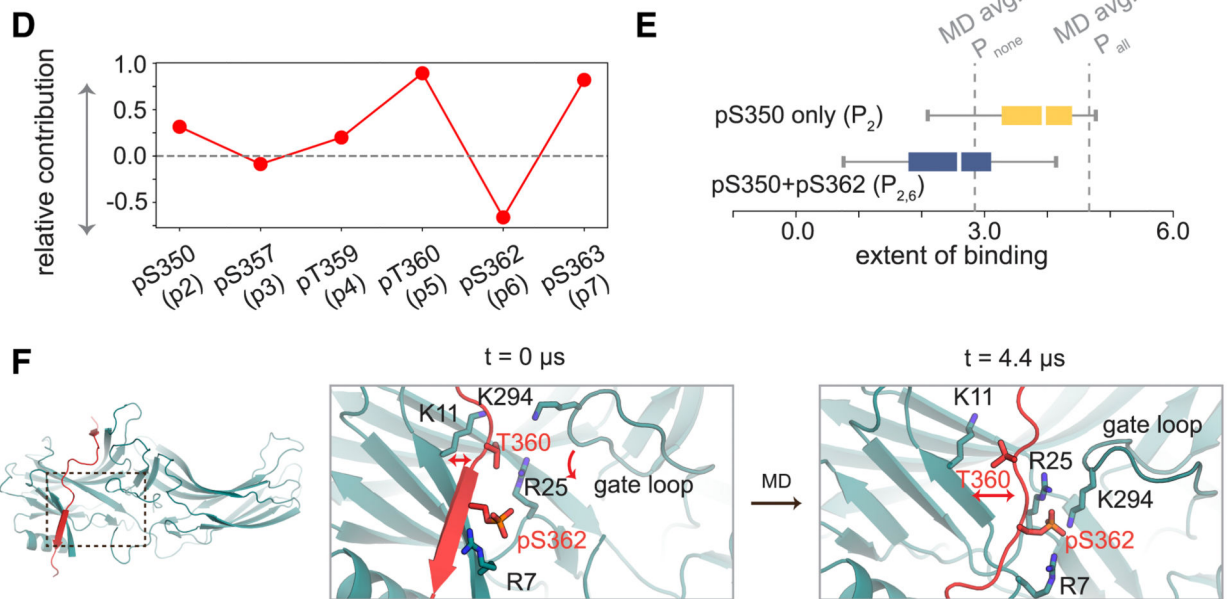 D
relative contribution
1.0
0.5
0.0
-0.5
pS350
(p2)
pS357
(p3)
pT359
(p4)
pT360
(p5)
pS362
(p6)
pS363
(p7)
E
MD avg.
P none
MD avg.
P all
pS350 only (P2)
pS350+pS362 (P2,6)
0.0
3.0
6.0
extent of binding
F
t = 0 µs
K11
K294
T360
R25
gate loop
pS362
R7
MD
t = 4.4 µs
K11
gate loop
R25
T360
K294
pS362
R7